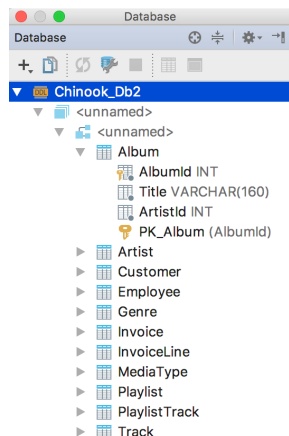 Database
Database
Chinook_Db2
<unnamed>
<unnamed>
Album
AlbumId INT
Title VARCHAR(160)
ArtistId INT
PK_Album (AlbumId)
Artist
Customer
Employee
Genre
Invoice
InvoiceLine
MediaType
Playlist
PlaylistTrack
Track